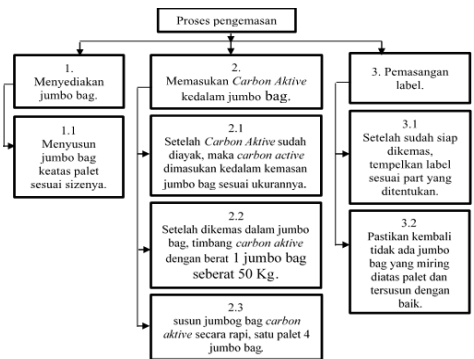 Proses pengemasan
1.
Menyediakan
jumbo bag.
2.
Memasukan Carbon Aktive
kedalam jumbo bag.
3. Pemasangan
label.
1.1
Menyusun
jumbo bag
keatas palet
sesuai sizenya.
2.1
Setelah Carbon Aktive sudah
diayak, maka carbon active
dimasukan kedalam kemasan
jumbo bag sesuai ukurannya.
3.1
Setelah sudah siap
dikemas,
tempelkan label
sesuai part yang
ditentukan.
2.2
Setelah dikemas dalam jumbo
bag, timbang carbon aktive
dengan berat 1 jumbo bag
seberat 50 Kg.
3.2
Pastikan kembali
tidak ada jumbo
bag yang miring
diatas palet dan
tersusun dengan
baik.
2.3
susun jumbog bag carbon
aktive secara rapi, satu palet 4
jumbo bag.